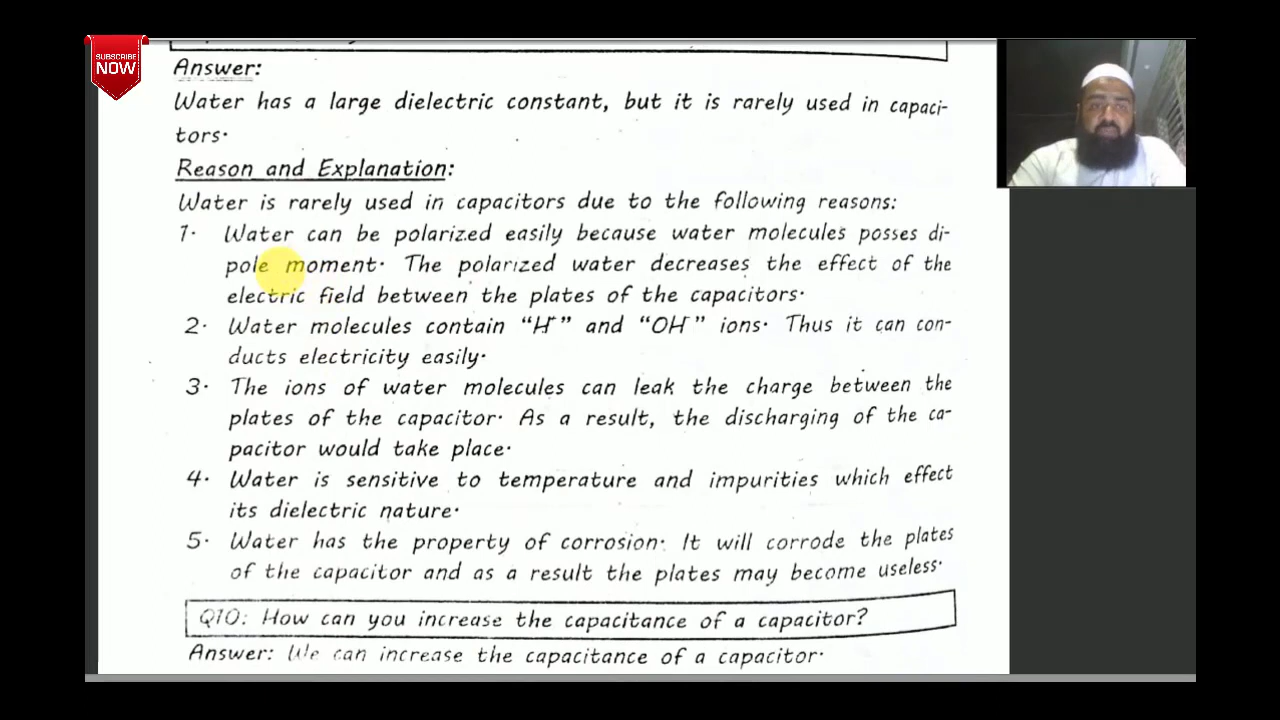 SUBSCRIBE
NOW
Answer:
Water has a large dielectric constant, but it is rarely used in capaci-
tors.
Reason and Explanation:
Water is rarely used in capacitors due to the following reasons:
1. Water can be polarized easily because water molecules posses di-
pole moment. The polarized water decreases the effect of the
electric field between the plates of the capacitors.
2. Water molecules contain “H⁺” and “OH⁻” ions. Thus it can con-
ducts electricity easily.
3. The ions of water molecules can leak the charge between the
plates of the capacitor. As a result, the discharging of the ca-
pacitor would take place.
4. Water is sensitive to temperature and impurities which effect
its dielectric nature.
5. Water has the property of corrosion. It will corrode the plates
of the capacitor and as a result the plates may become useless.
Q10: How can you increase the capacitance of a capacitor?
Answer: We can increase the capacitance of a capacitor.